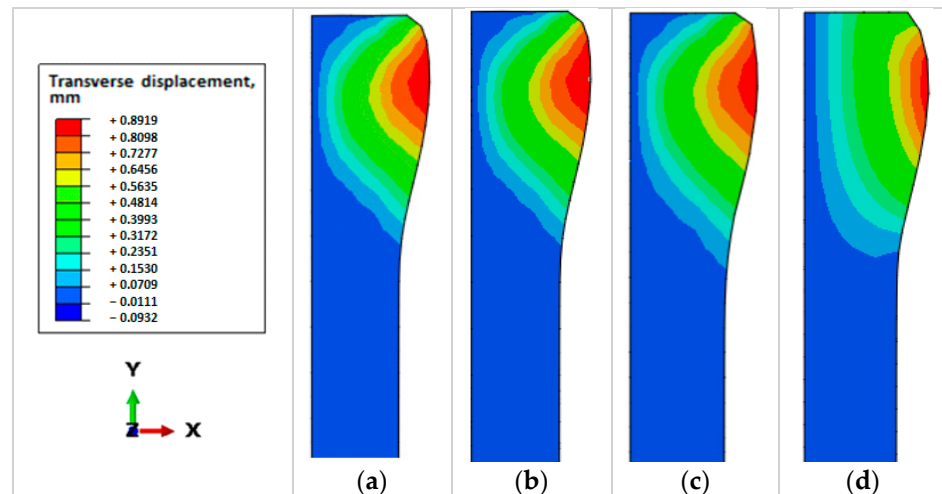 Transverse displacement,
mm
+ 0.8919
+ 0.8098
+ 0.7277
+ 0.6456
+ 0.5635
+ 0.4814
+ 0.3993
+ 0.3172
+ 0.2351
+ 0.1530
+ 0.0709
− 0.0111
− 0.0932
Y
Z X
(a) (b) (c) (d)